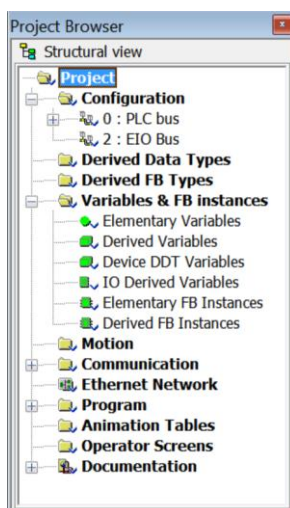 Project Browser
Structural view
Project
Configuration
0 : PLC bus
2 : EIO Bus
Derived Data Types
Derived FB Types
Variables & FB instances
Elementary Variables
Derived Variables
Device DDT Variables
IO Derived Variables
Elementary FB Instances
Derived FB Instances
Motion
Communication
Ethernet Network
Program
Animation Tables
Operator Screens
Documentation